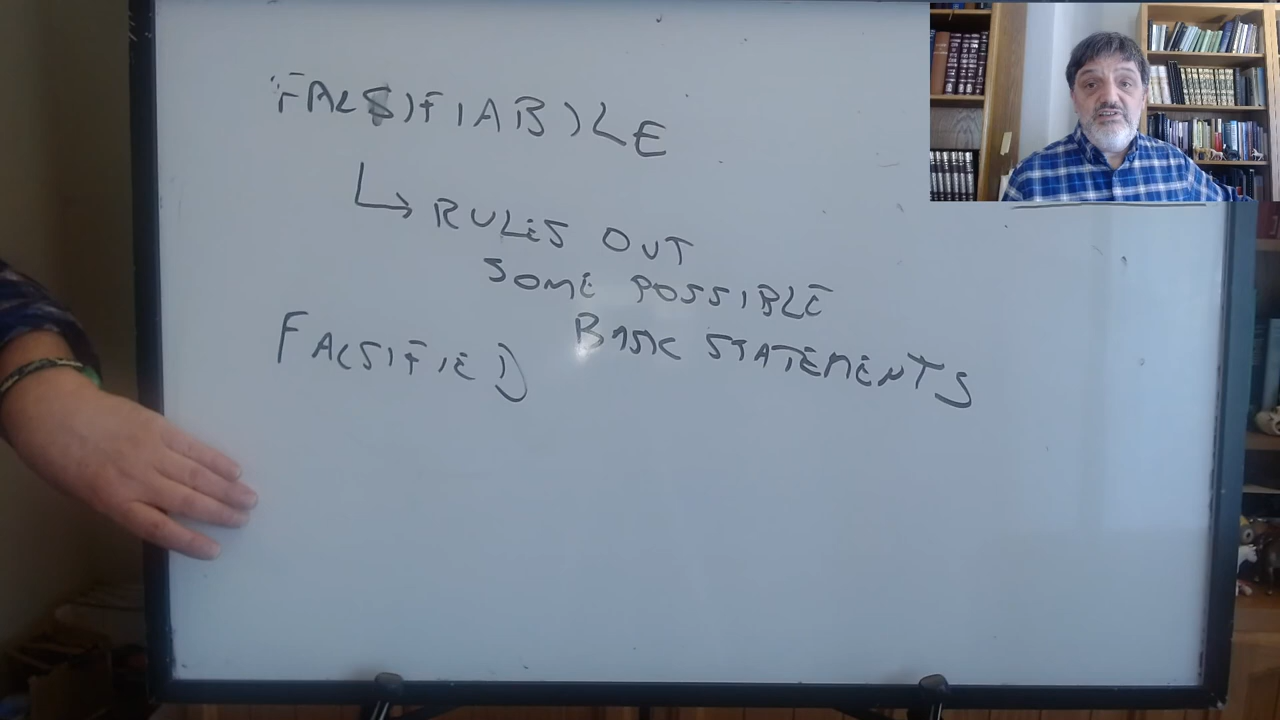 FALSIFIABLE
↳ RULES OUT
SOME POSSIBLE
BASIC STATEMENTS
FALSIFIED